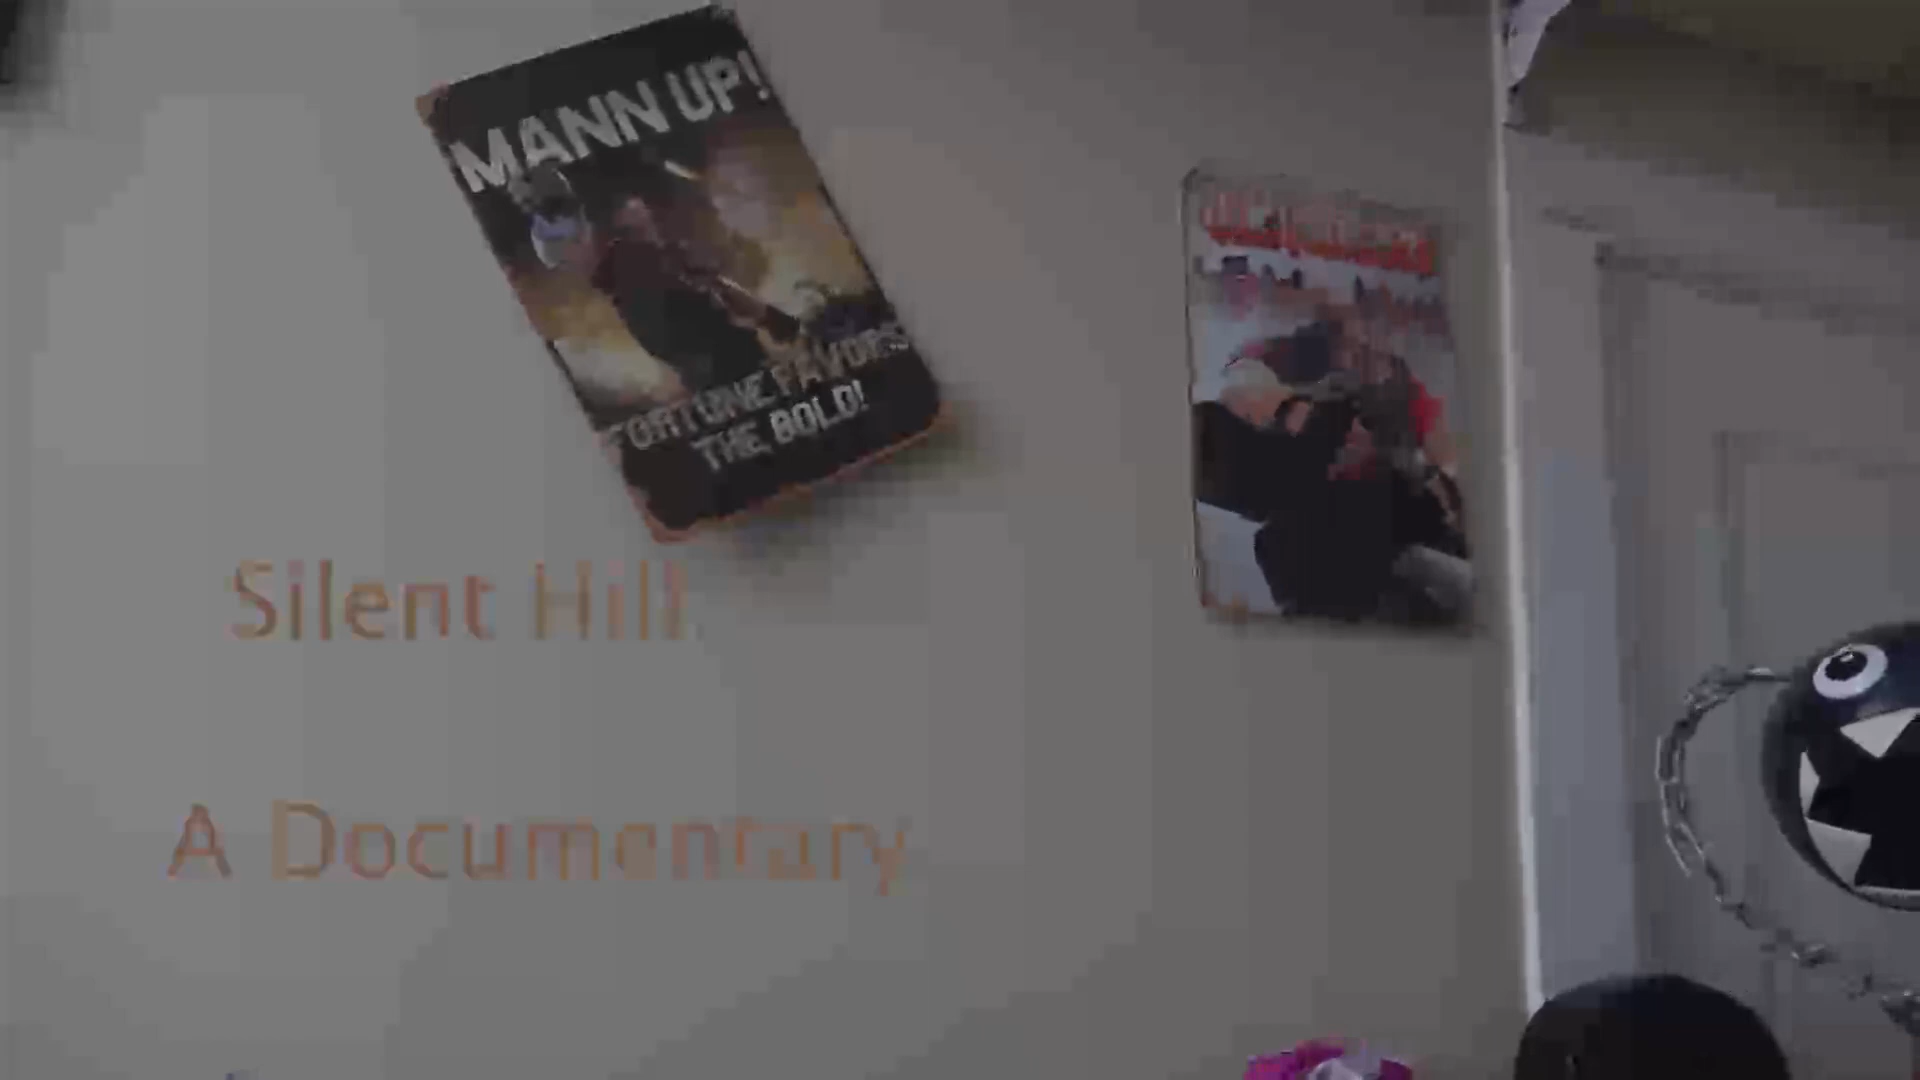 MANN UP!
FORTUNE FAVORS
THE BOLD!
Silent Hill
A Documentary